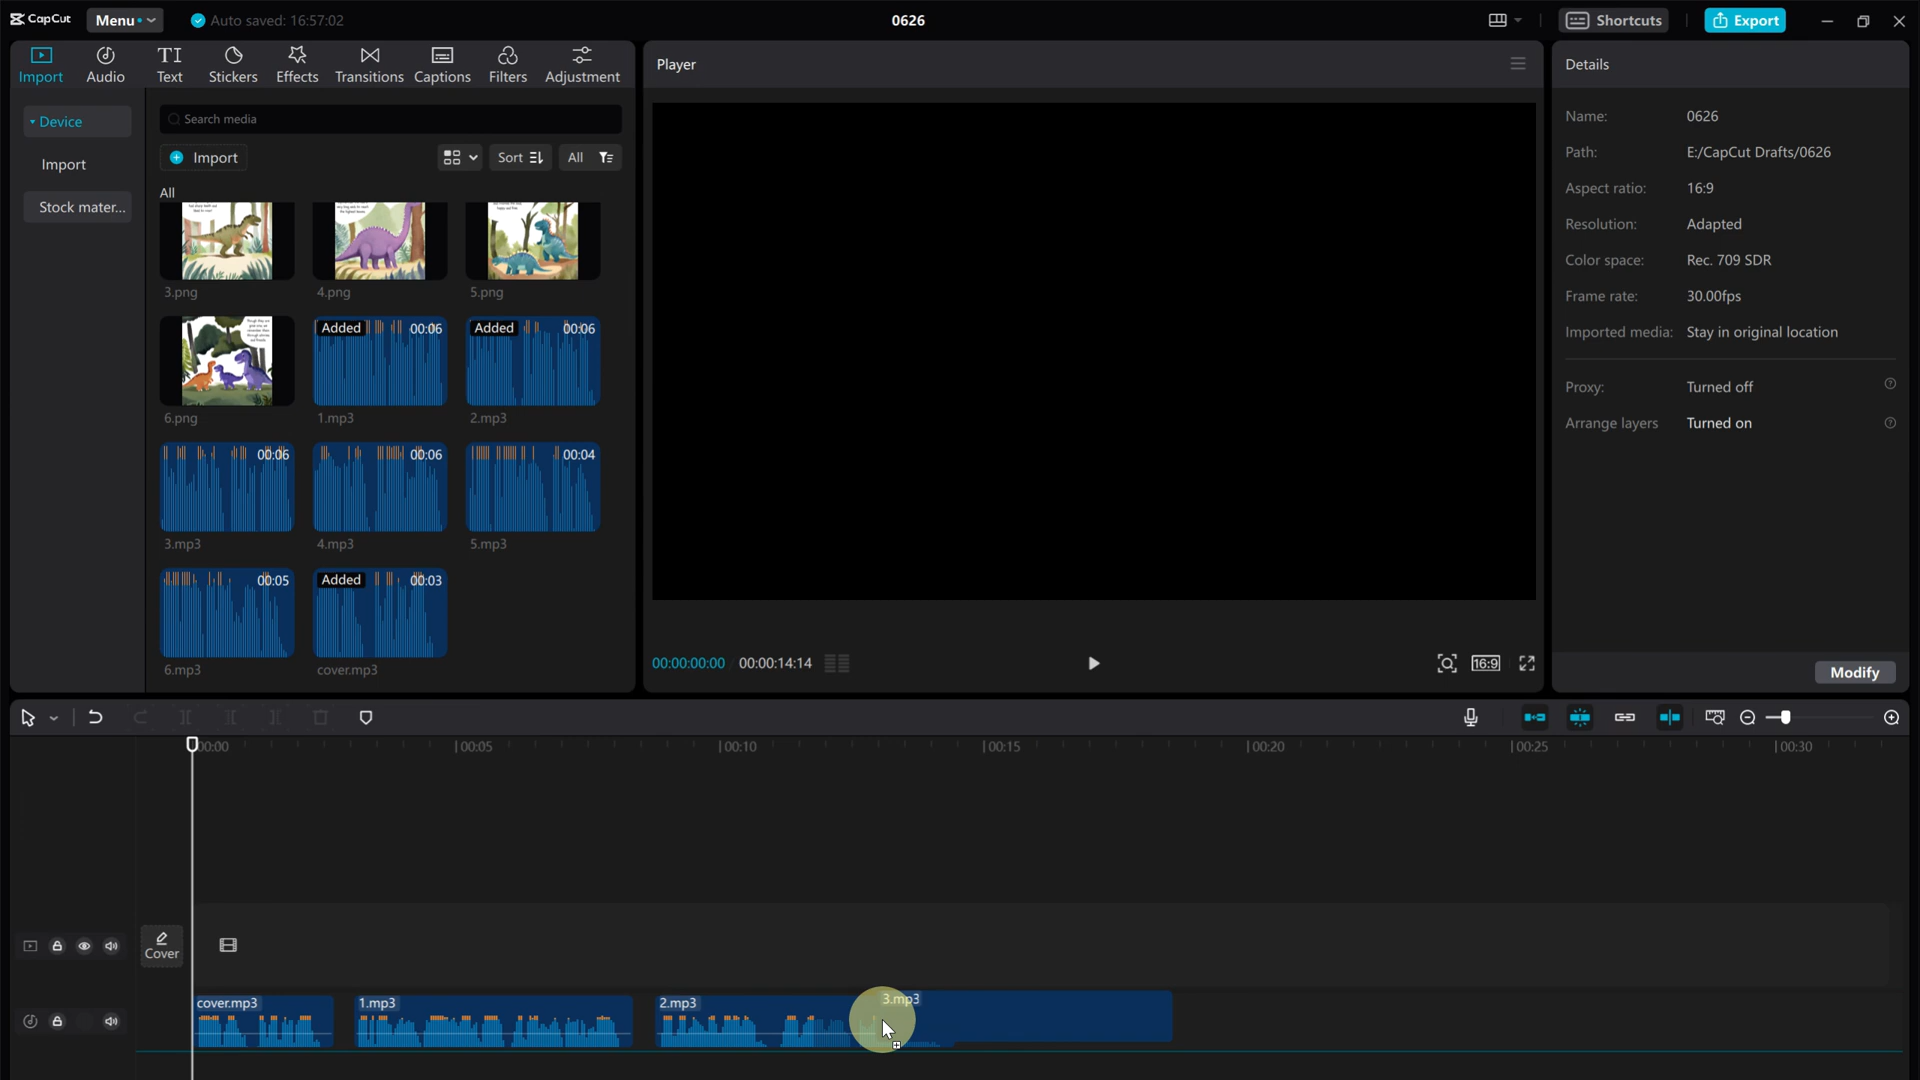 CapCut
Menu
Auto saved: 16:57:02
0626
Shortcuts
Export
Import
Audio
Text
Stickers
Effects
Transitions
Captions
Filters
Adjustment
Player
Details
Device
Import
Stock mater...
Search media
Import
Sort
All
All
3.png
4.png
5.png
6.png
Added
00:06
1.mp3
Added
00:06
2.mp3
00:06
3.mp3
00:06
4.mp3
00:04
5.mp3
00:05
6.mp3
Added
00:03
cover.mp3
00:00:00:00
00:00:14:14
16:9
Name: 0626
Path: E:/CapCut Drafts/0626
Aspect ratio: 16:9
Resolution: Adapted
Color space: Rec. 709 SDR
Frame rate: 30.00fps
Imported media: Stay in original location
Proxy: Turned off
Arrange layers Turned on
Modify
00:00
00:05
00:10
00:15
00:20
00:25
00:30
Cover
cover.mp3
1.mp3
2.mp3
3.mp3